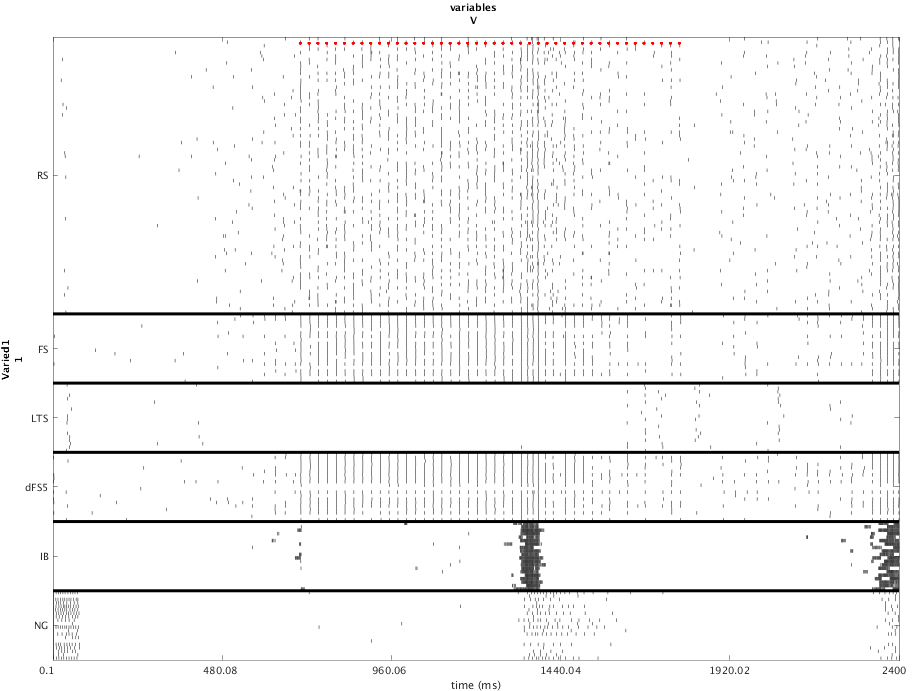 variables
V
RS
FS
LTS
dFS5
IB
NG
Varied1
1
0.1 480.08 960.06 1440.04 1920.02 2400
time (ms)